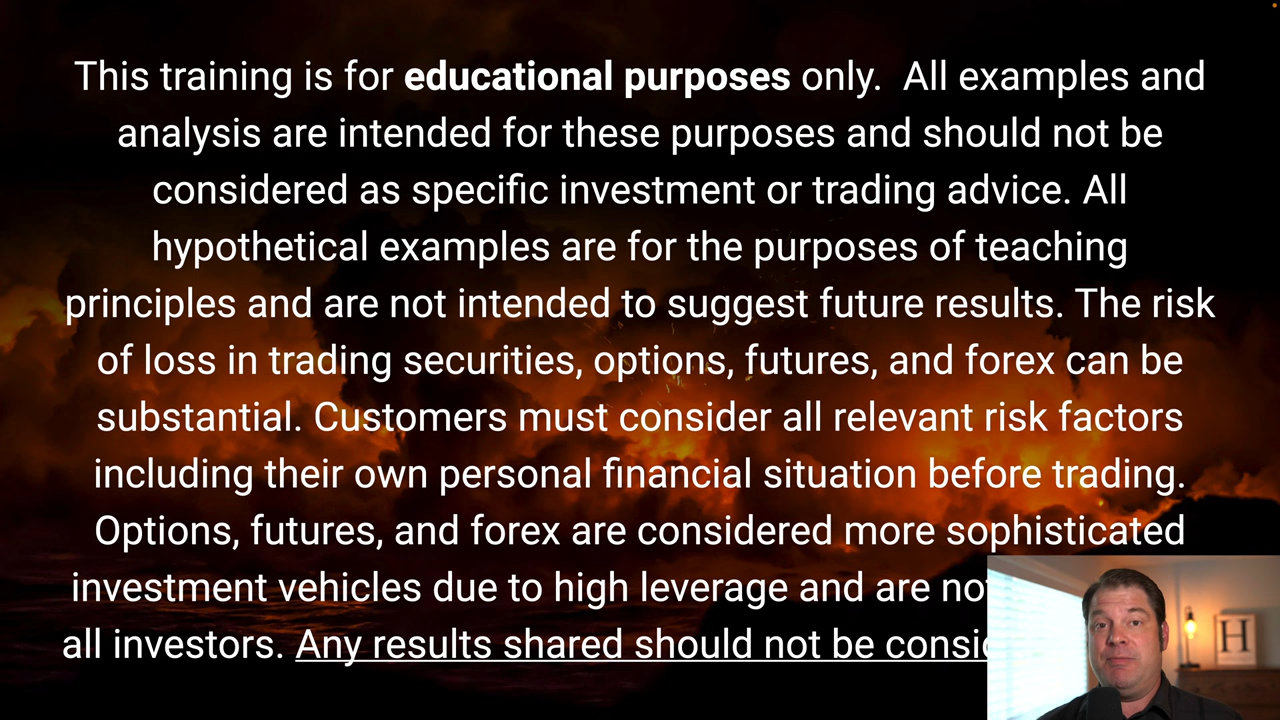 This training is for educational purposes only.  All examples and
analysis are intended for these purposes and should not be
considered as specific investment or trading advice. All
hypothetical examples are for the purposes of teaching
principles and are not intended to suggest future results. The risk
of loss in trading securities, options, futures, and forex can be
substantial. Customers must consider all relevant risk factors
including their own personal financial situation before trading.
Options, futures, and forex are considered more sophisticated
investment vehicles due to high leverage and are not
all investors. Any results shared should not be
H